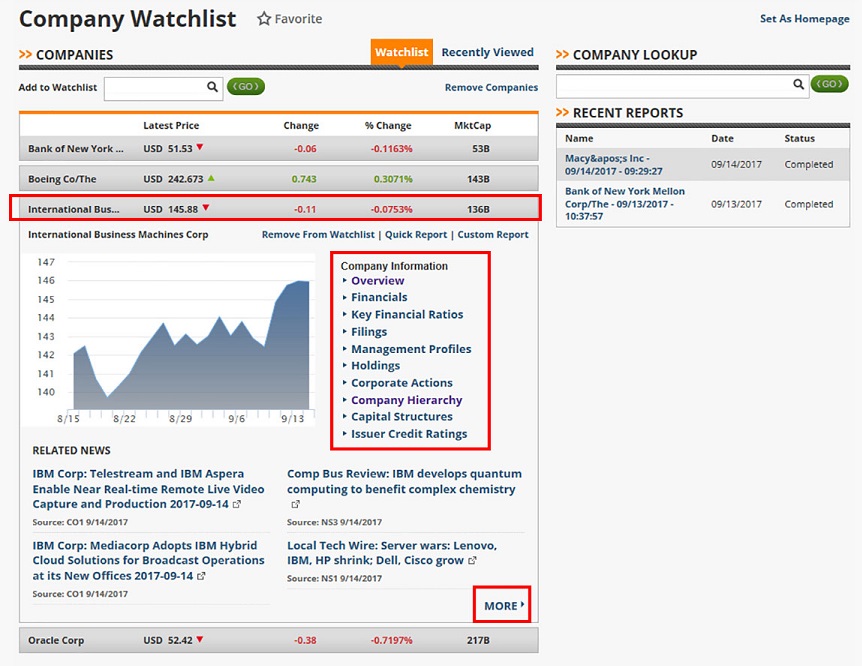 Company Watchlist Favorite
Set As Homepage
COMPANIES
Watchlist Recently Viewed
Add to Watchlist GO
Remove Companies
Latest Price Change % Change MktCap
Bank of New York ... USD 51.53 -0.06 -0.1163% 53B
Boeing Co/The USD 242.673 0.743 0.3071% 143B
International Bus... USD 145.88 -0.11 -0.0753% 136B
International Business Machines Corp Remove From Watchlist | Quick Report | Custom Report
147
146
145
144
143
142
141
140
8/15 8/22 8/29 9/6 9/13
Company Information
Overview
Financials
Key Financial Ratios
Filings
Management Profiles
Holdings
Corporate Actions
Company Hierarchy
Capital Structures
Issuer Credit Ratings
RELATED NEWS
IBM Corp: Telestream and IBM Aspera
Enable Near Real-time Remote Live Video
Capture and Production 2017-09-14
Source: CO1 9/14/2017
Comp Bus Review: IBM develops quantum
computing to benefit complex chemistry
Source: NS3 9/14/2017
IBM Corp: Mediacorp Adopts IBM Hybrid
Cloud Solutions for Broadcast Operations
at its New Offices 2017-09-14
Source: CO1 9/14/2017
Local Tech Wire: Server wars: Lenovo,
IBM, HP shrink; Dell, Cisco grow
Source: NS1 9/14/2017
MORE
Oracle Corp USD 52.42 -0.38 -0.7197% 217B
COMPANY LOOKUP
GO
RECENT REPORTS
Name Date Status
Macy&apos;s Inc -
09/14/2017 - 09:29:27
09/14/2017 Completed
Bank of New York Mellon
Corp/The - 09/13/2017 -
10:37:57
09/13/2017 Completed